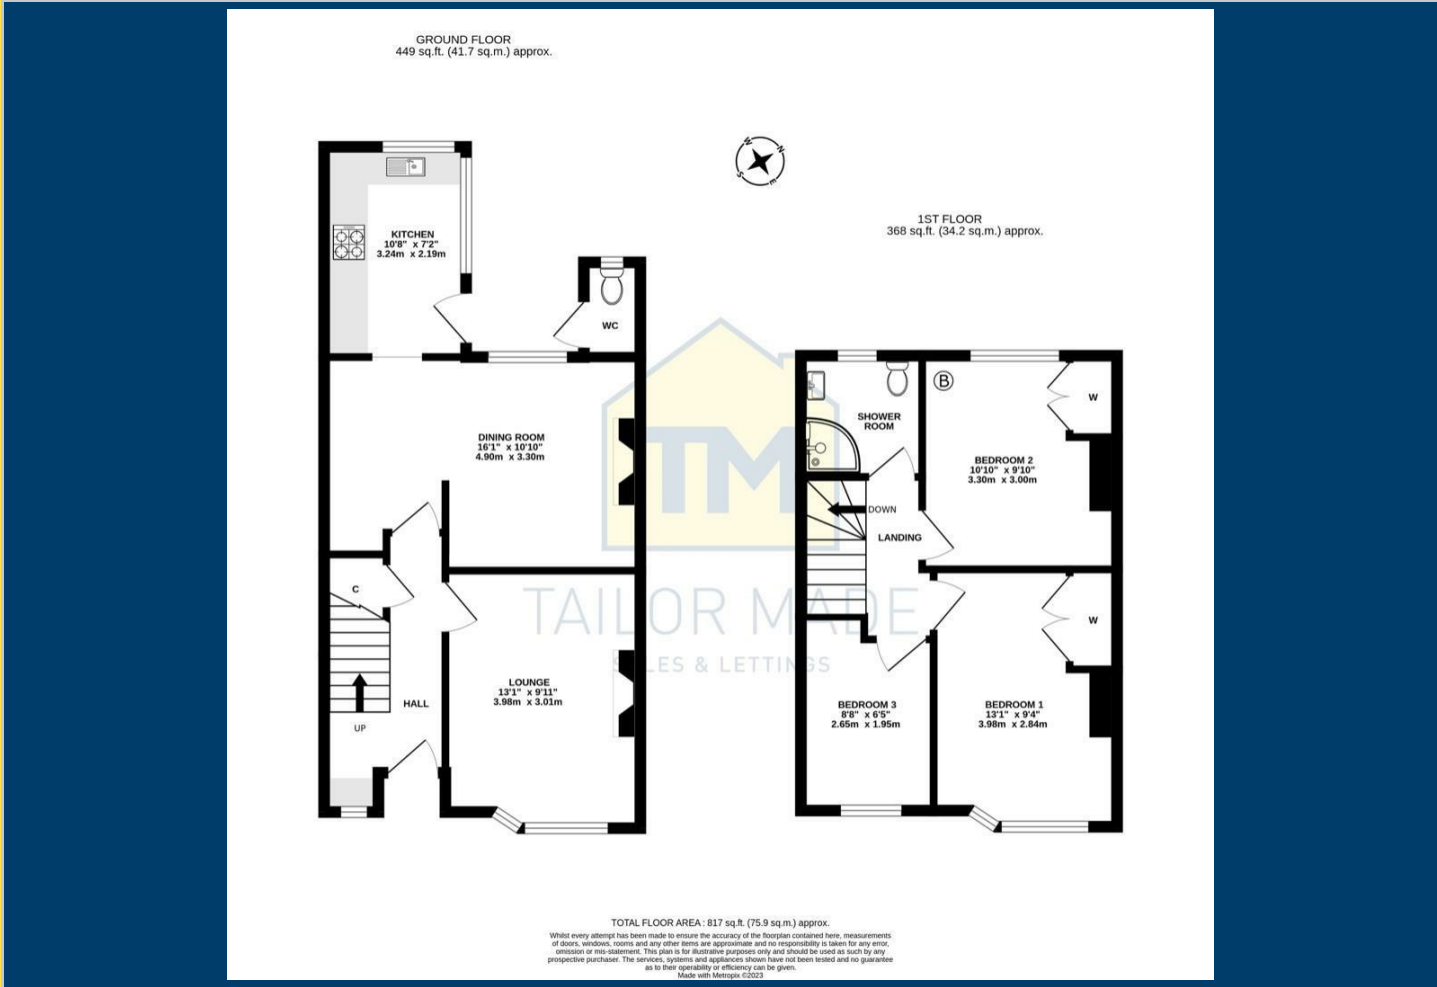 GROUND FLOOR
449 sq.ft. (41.7 sq.m.) approx.
W
N
S
E
1ST FLOOR
368 sq.ft. (34.2 sq.m.) approx.
KITCHEN
10'8" x 7'2"
3.24m x 2.19m
WC
DINING ROOM
16'1" x 10'10"
4.90m x 3.30m
C
UP
HALL
LOUNGE
13'1" x 9'11"
3.98m x 3.01m
SHOWER
ROOM
B
W
BEDROOM 2
10'10" x 9'10"
3.30m x 3.00m
DOWN
LANDING
W
BEDROOM 3
8'8" x 6'5"
2.65m x 1.95m
BEDROOM 1
13'1" x 9'4"
3.98m x 2.84m
TM
TAILOR MADE
SALES & LETTINGS
TOTAL FLOOR AREA : 817 sq.ft. (75.9 sq.m.) approx.
Whilst every attempt has been made to ensure the accuracy of the floorplan contained here, measurements
of doors, windows, rooms and any other items are approximate and no responsibility is taken for any error,
omission or mis-statement. This plan is for illustrative purposes only and should be used as such by any
prospective purchaser. The services, systems and appliances shown have not been tested and no guarantee
as to their operability or efficiency can be given.
Made with Metropix ©2023